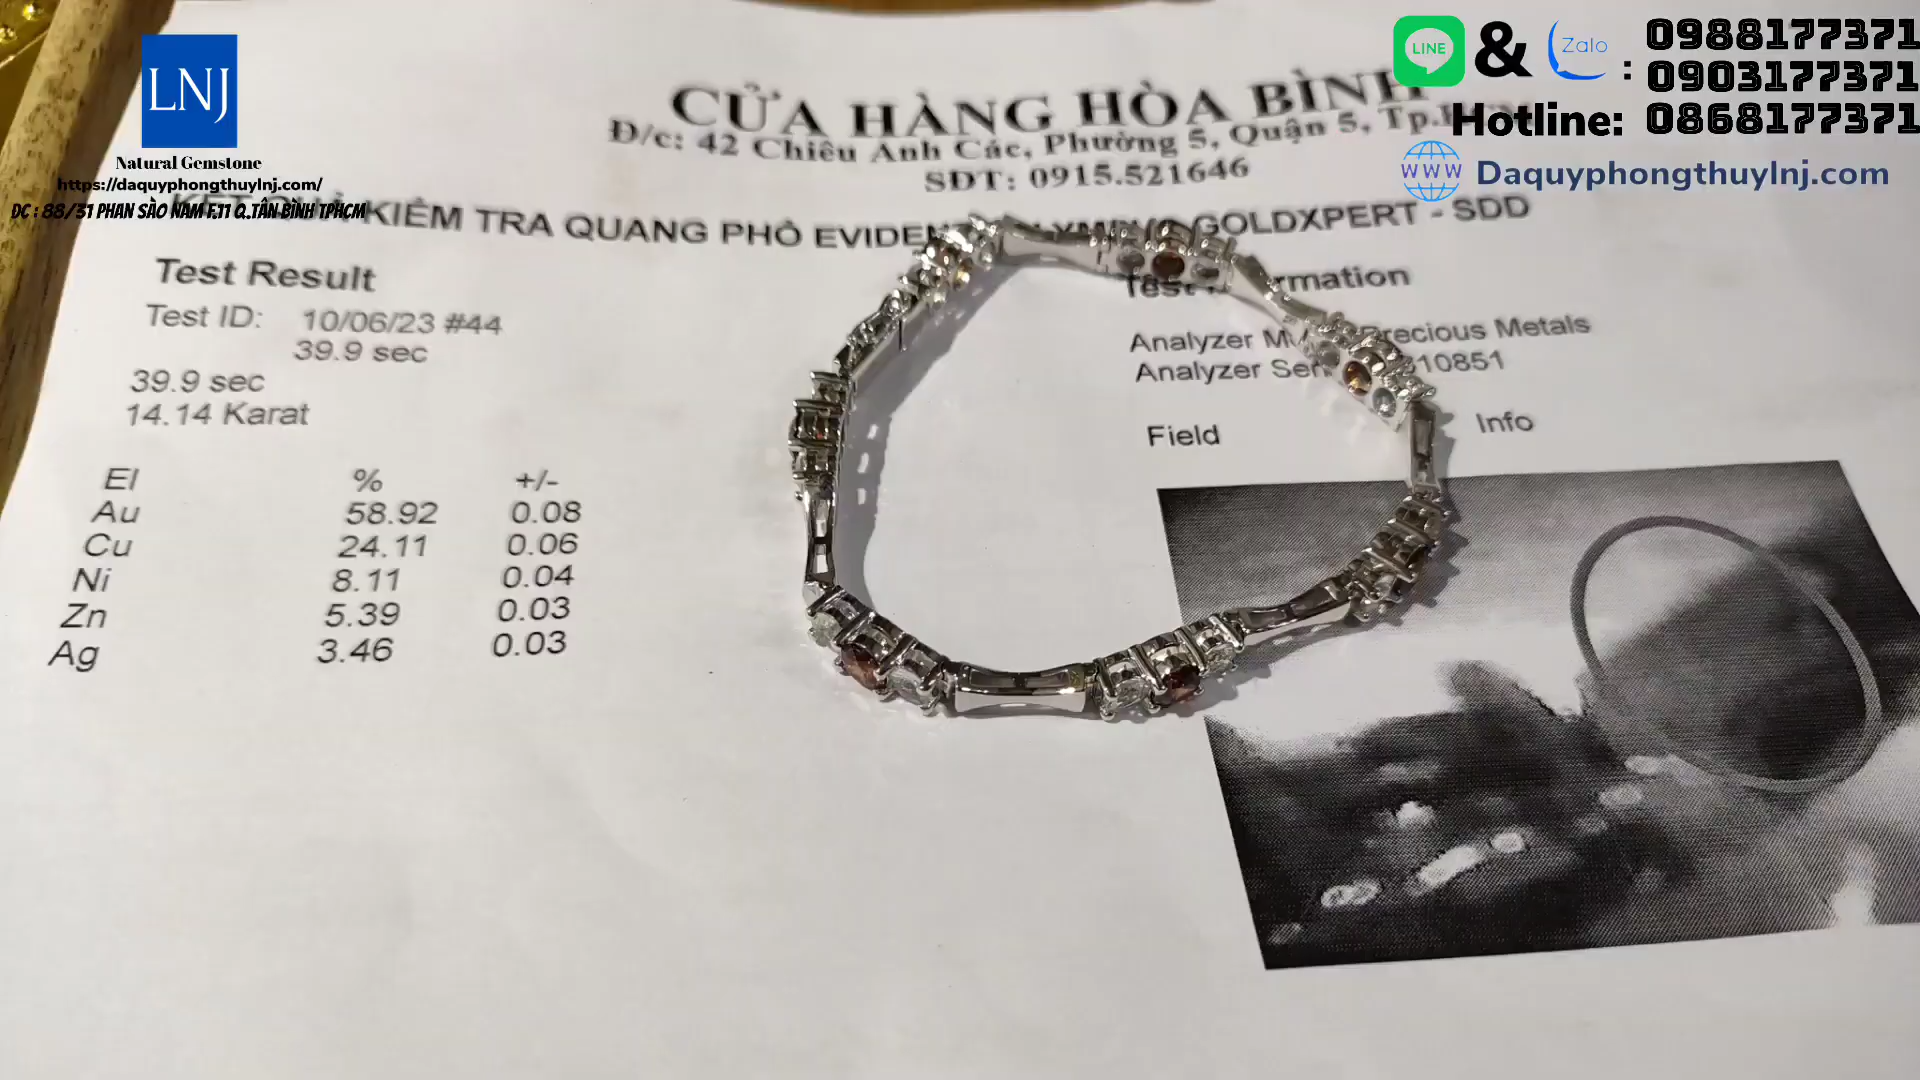 LNJ
Natural Gemstone
https://daquyphongthuylnj.com/
ĐC : 88/31 PHAN SÀO NAM F.11 Q.TÂN BÌNH TPHCM
LINE & Zalo :
0988177371
0903177371
Hotline: 0868177371
www Daquyphongthuylnj.com
CỬA HÀNG HÒA BÌNH
Đ/c: 42 Chiêu Anh Các, Phường 5, Quận 5, Tp.
SĐT: 0915.521646
KIỂM TRA QUANG PHỔ GOLDXPERT - SDD
Test Result
Test ID: 10/06/23 #44
39.9 sec
39.9 sec
14.14 Karat
El % +/-
Au 58.92 0.08
Cu 24.11 0.06
Ni 8.11 0.04
Zn 5.39 0.03
Ag 3.46 0.03
Analyzer Precious Metals
Analyzer 10851
Field Info